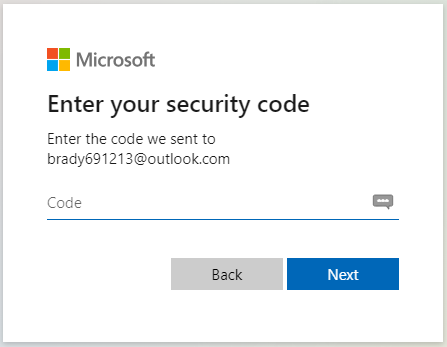 Microsoft
Enter your security code
Enter the code we sent to
brady691213@outlook.com
Code
Back
Next